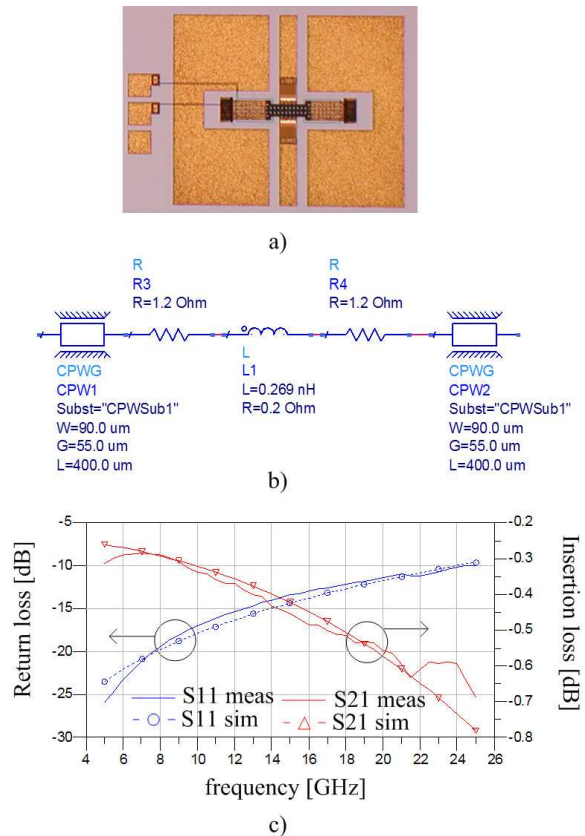 a)
R
R3
R=1.2 Ohm
R
R4
R=1.2 Ohm
CPWG
CPW1
Subst="CPWSub1"
W=90.0 um
G=55.0 um
L=400.0 um
L
L1
L=0.269 nH
R=0.2 Ohm
CPWG
CPW2
Subst="CPWSub1"
W=90.0 um
G=55.0 um
L=400.0 um
b)
Return loss [dB]
-5
-10
-15
-20
-25
-30
-0.2
-0.3
-0.4
-0.5
-0.6
-0.7
-0.8
Insertion loss [dB]
S11 meas
S11 sim
S21 meas
S21 sim
4 6 8 10 12 14 16 18 20 22 24 26
frequency [GHz]
c)